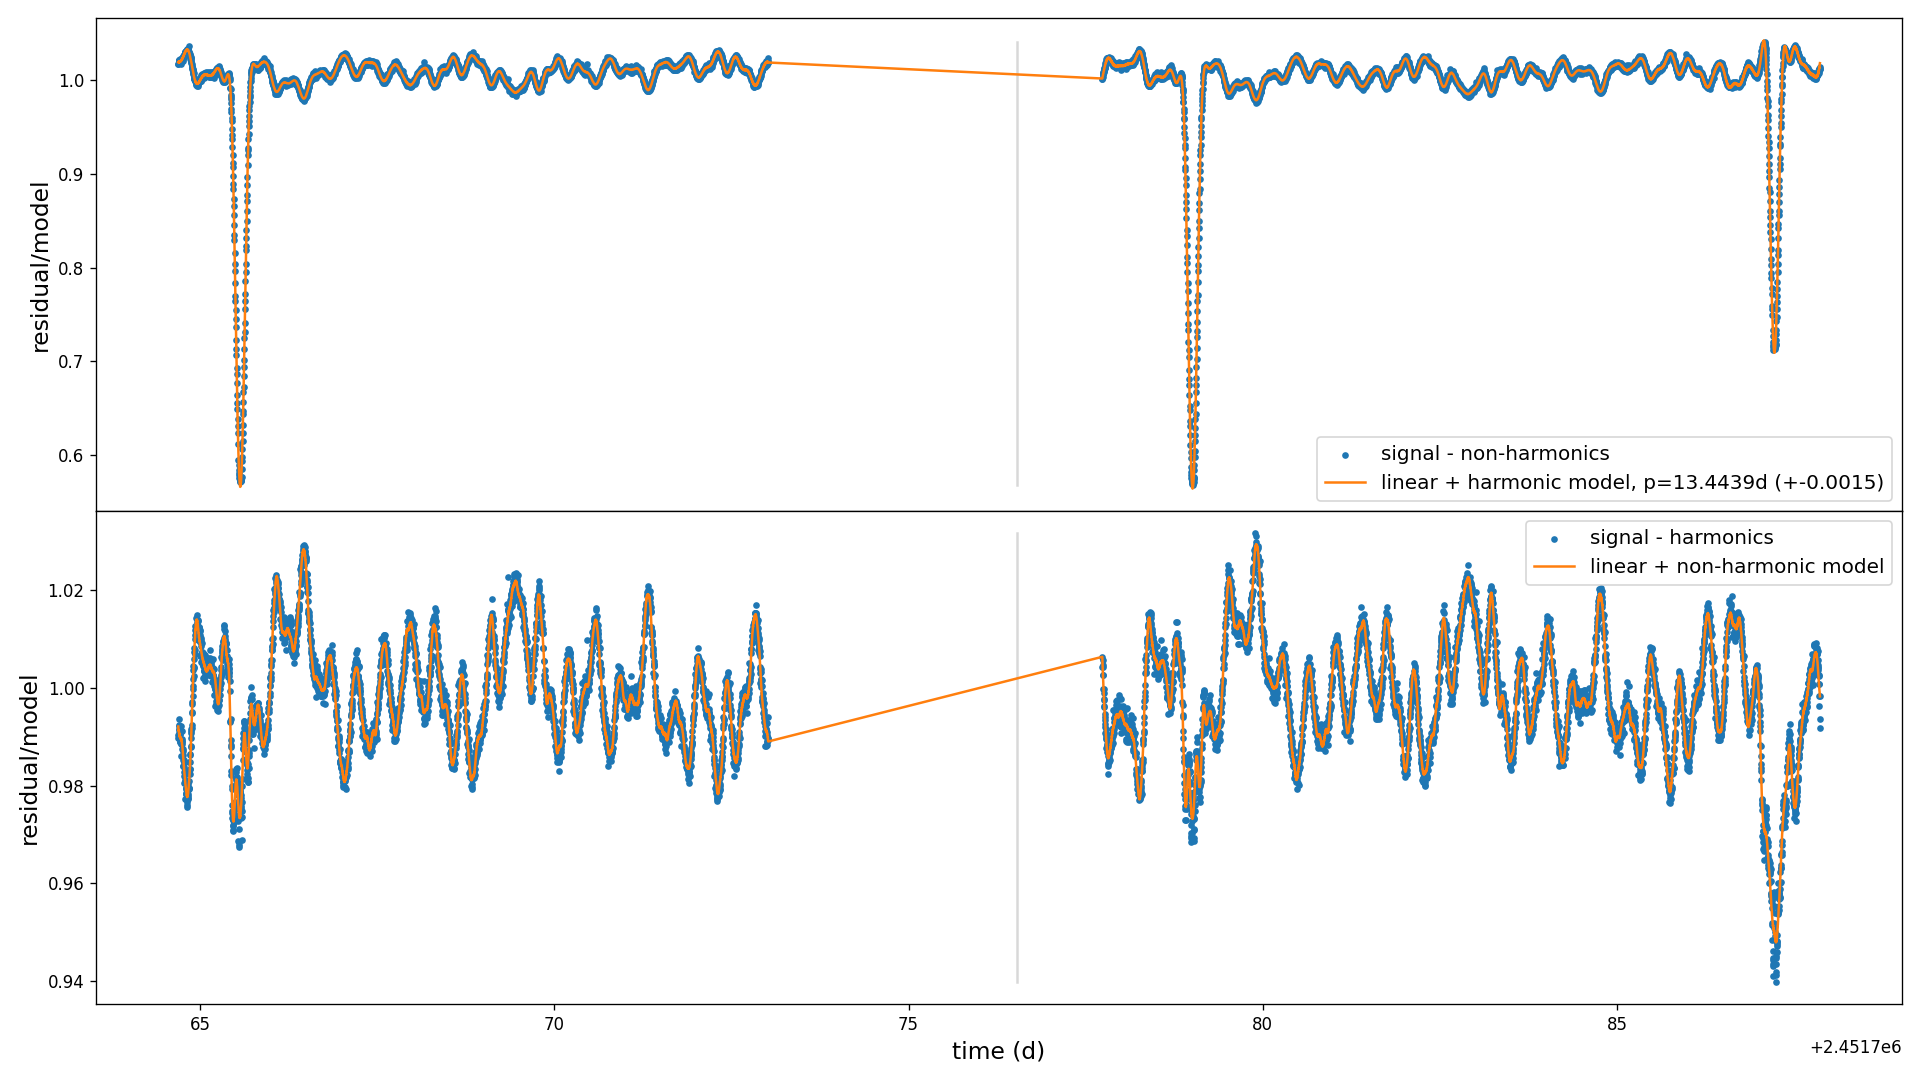 1.0
0.9
0.8
0.7
0.6
residual/model
signal - non-harmonics
linear + harmonic model, p=13.4439d (+-0.0015)
1.02
1.00
0.98
0.96
0.94
residual/model
signal - harmonics
linear + non-harmonic model
65
70
75
80
85
time (d)
+2.4517e6